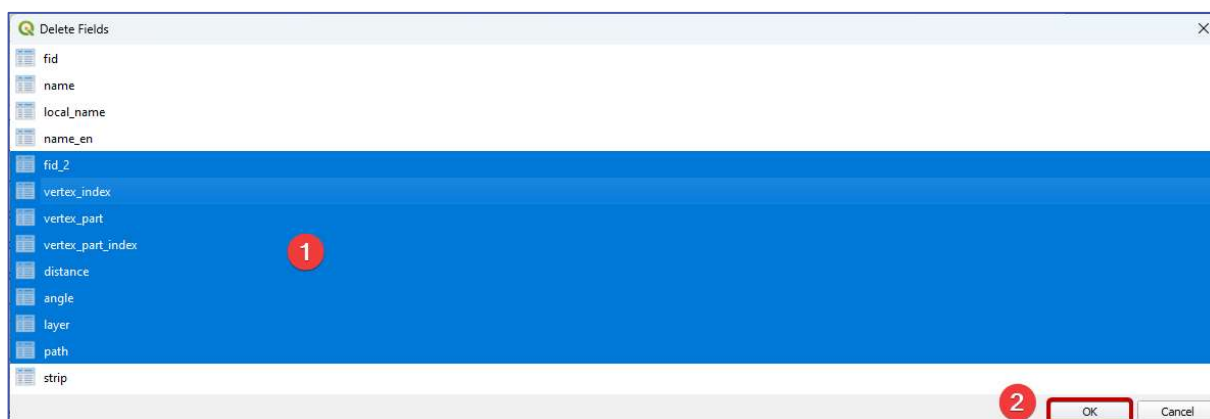 Delete Fields
fid
name
local_name
name_en
fid_2
vertex_index
vertex_part
vertex_part_index
1
distance
angle
layer
path
strip
2
OK Cancel